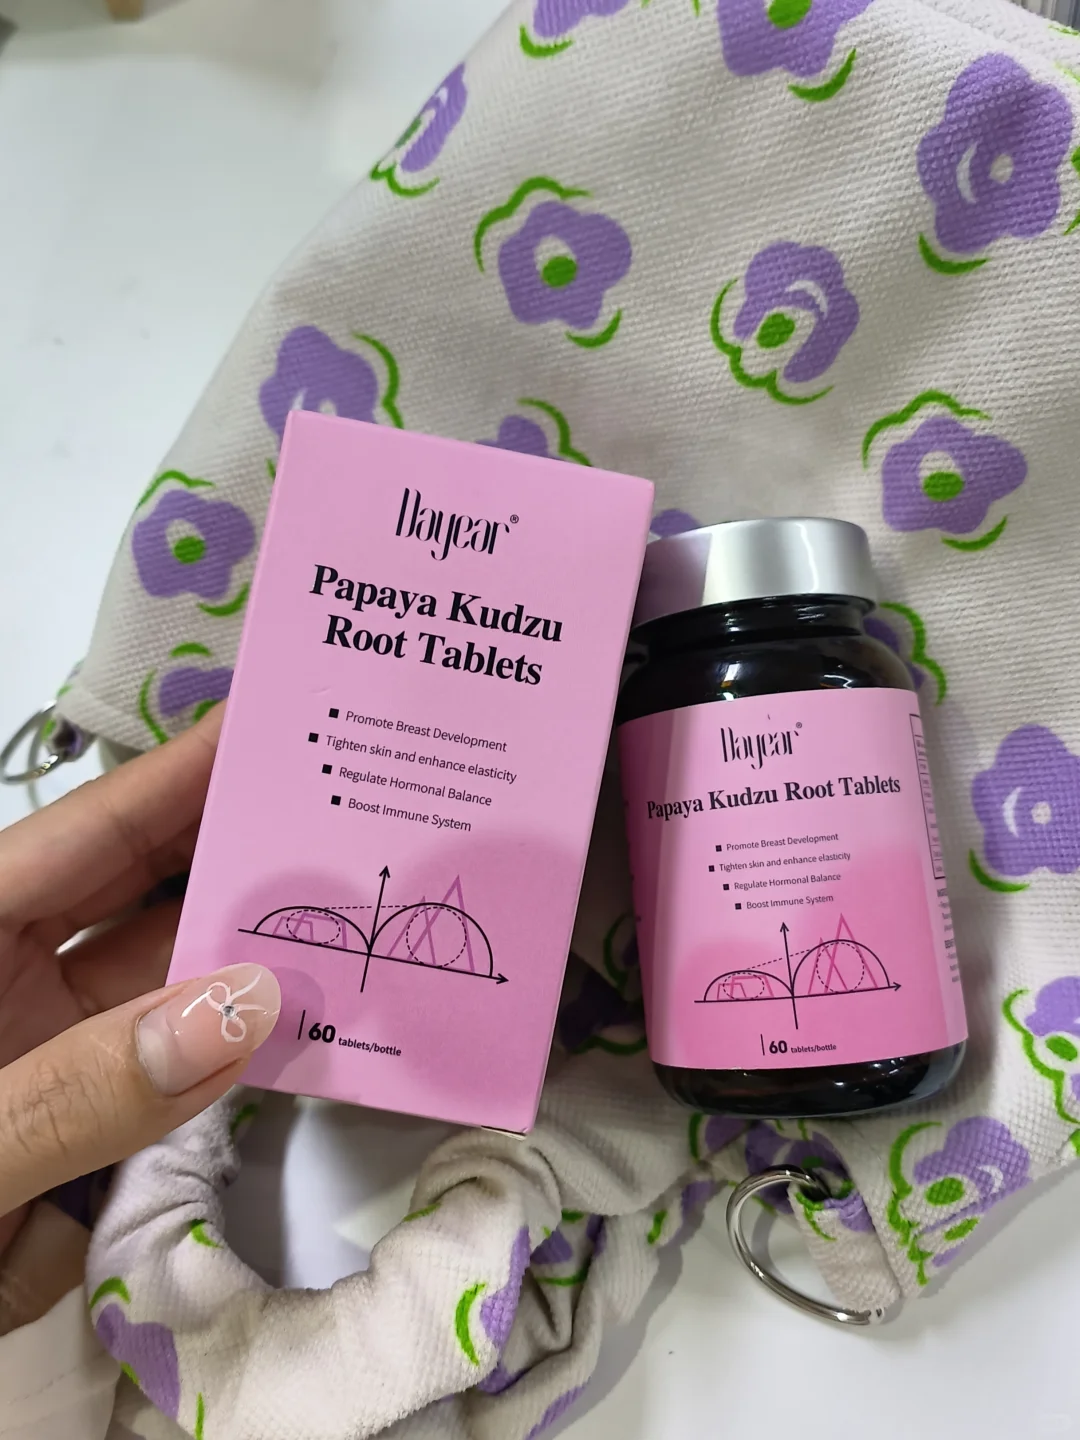 Dayear®
Papaya Kudzu
Root Tablets
■ Promote Breast Development
■ Tighten skin and enhance elasticity
■ Regulate Hormonal Balance
■ Boost Immune System
60 tablets/bottle
Dayear®
Papaya Kudzu Root Tablets
■ Promote Breast Development
■ Tighten skin and enhance elasticity
■ Regulate Hormonal Balance
■ Boost Immune System
60 tablets/bottle